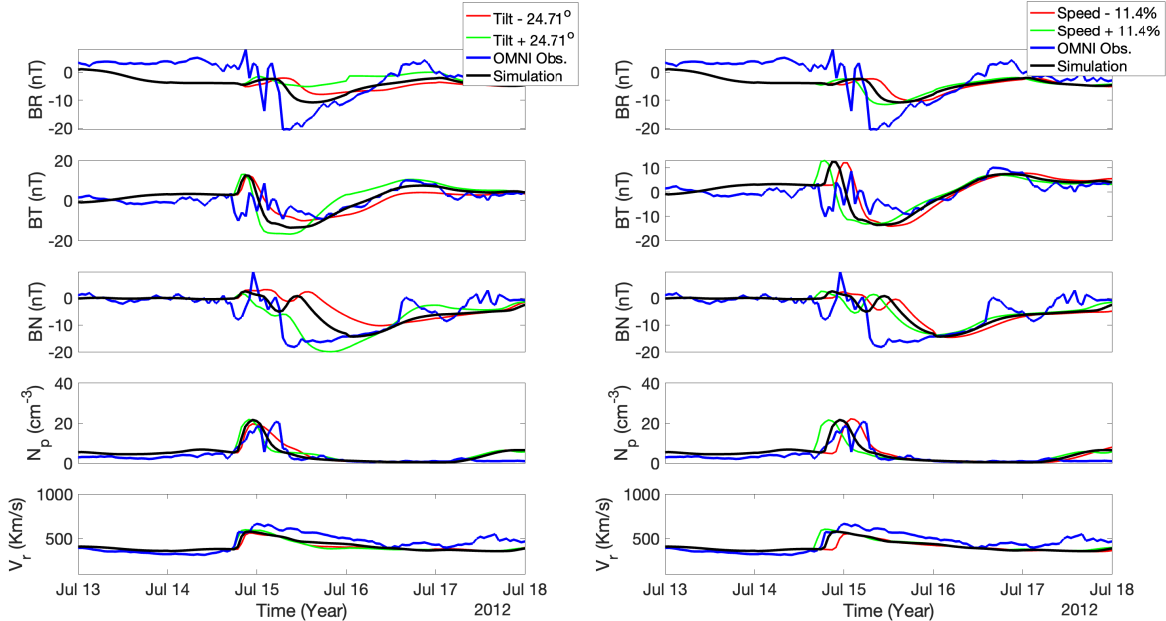 Tilt - 24.71°
Tilt + 24.71°
OMNI Obs.
Simulation
BR (nT)
0
-10
-20
BT (nT)
20
0
-20
BN (nT)
0
-10
-20
Np (cm-3)
40
20
0
Vr (Km/s)
1000
500
Jul 13
Jul 14
Jul 15
Jul 16
Jul 17
Jul 18
Time (Year)
2012
Speed - 11.4%
Speed + 11.4%
OMNI Obs.
Simulation
BR (nT)
0
-10
-20
BT (nT)
10
0
-10
-20
BN (nT)
0
-10
-20
Np (cm-3)
40
20
0
Vr (Km/s)
1000
500
Jul 13
Jul 14
Jul 15
Jul 16
Jul 17
Jul 18
Time (Year)
2012